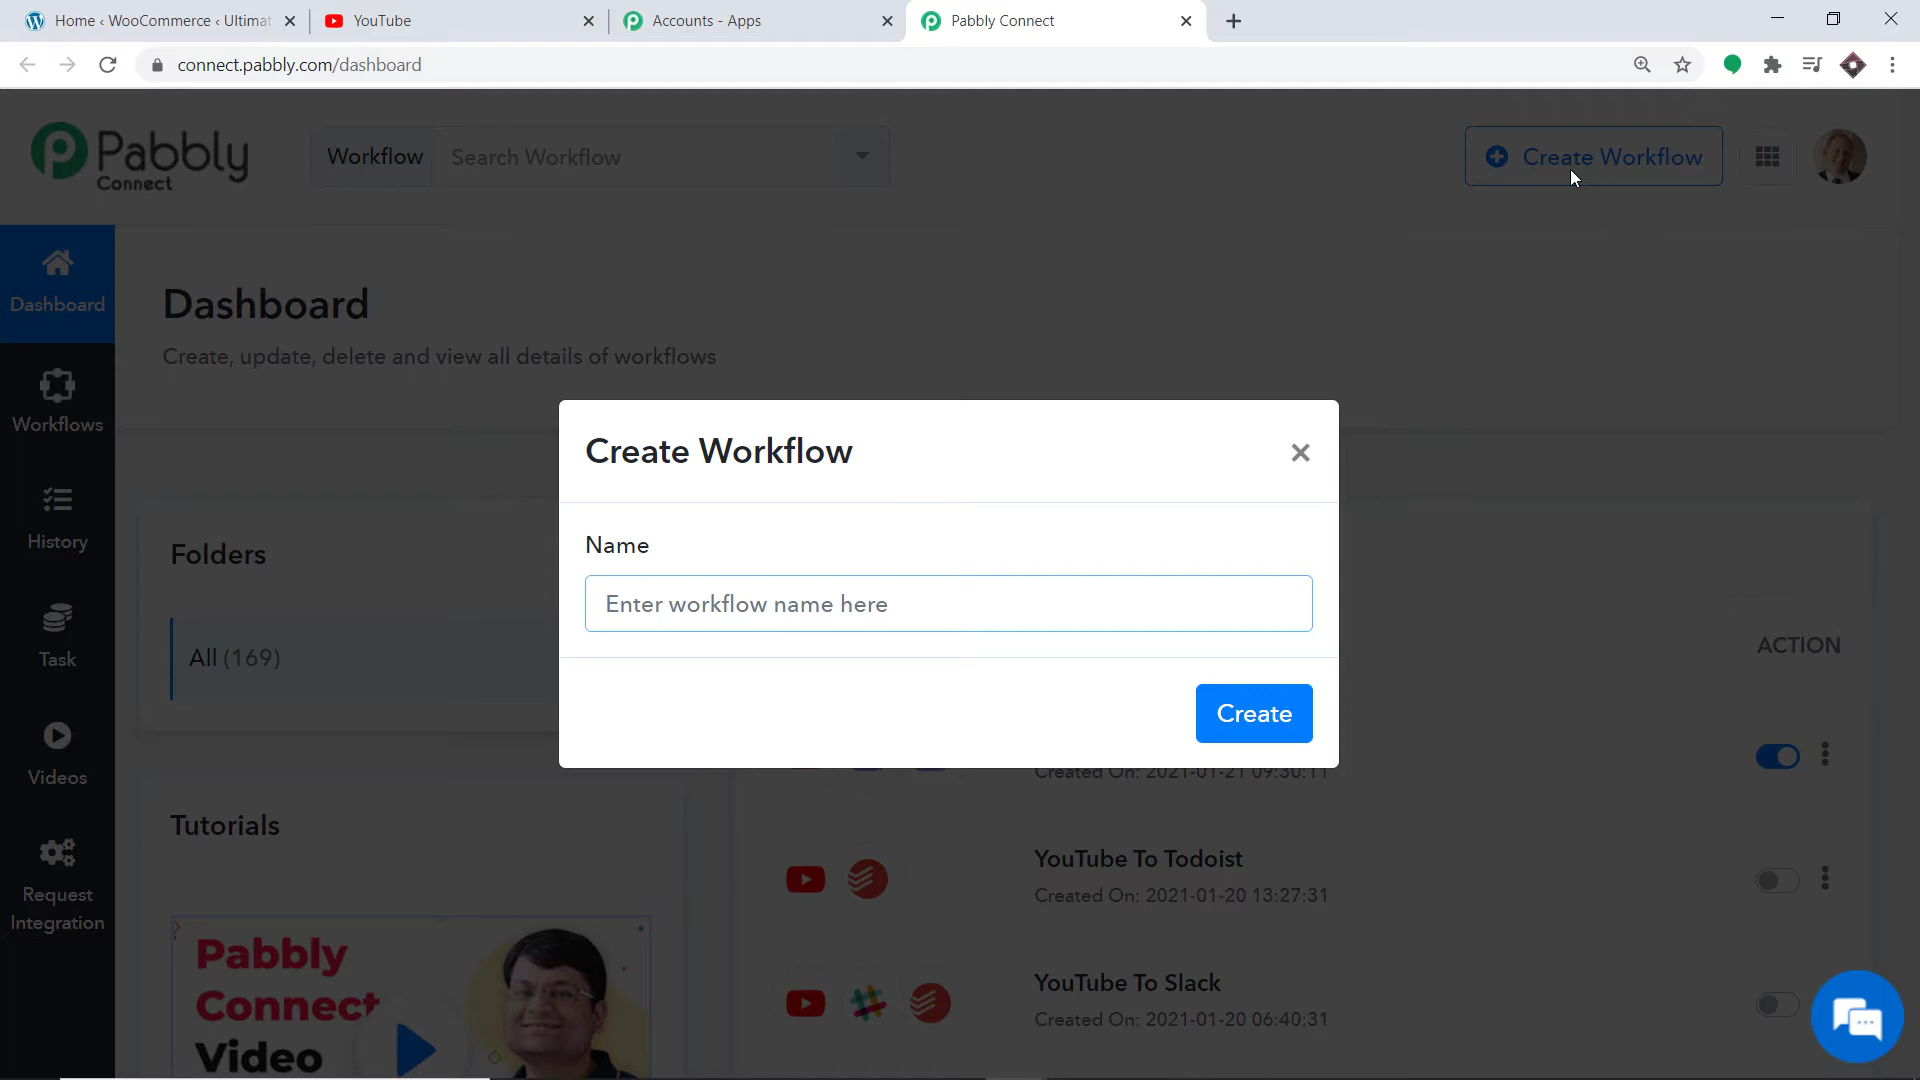 Home ‹ WooCommerce ‹ Ultimat
YouTube
Accounts - Apps
Pabbly Connect
connect.pabbly.com/dashboard
Pabbly
Connect
Workflow
Search Workflow
Create Workflow
Dashboard
Workflows
History
Task
Videos
Request
Integration
Dashboard
Create, update, delete and view all details of workflows
Folders
All (169)
Tutorials
Pabbly
Connect
Video
Create Workflow
Name
Enter workflow name here
Create
ACTION
Created On: 2021-01-21 09:30:11
YouTube To Todoist
Created On: 2021-01-20 13:27:31
YouTube To Slack
Created On: 2021-01-20 06:40:31